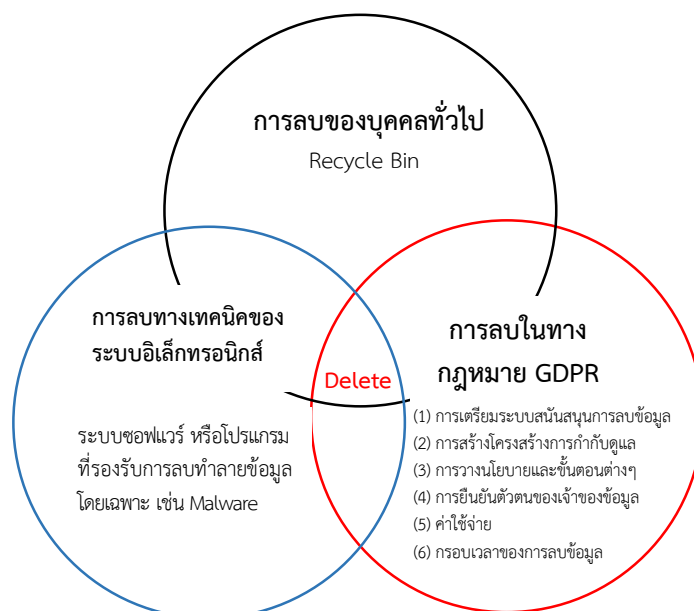 การลบของบุคคลทั่วไป
Recycle Bin
การลบทางเทคนิคของ
ระบบอิเล็กทรอนิกส์
ระบบซอฟแวร์ หรือโปรแกรม
ที่รองรับการลบทำลายข้อมูล
โดยเฉพาะ เช่น Malware
Delete
การลบในทาง
กฎหมาย GDPR
(1) การเตรียมระบบสนันสนุนการลบข้อมูล
(2) การสร้างโครงสร้างการกำกับดูแล
(3) การวางนโยบายและขั้นตอนต่างๆ
(4) การยืนยันตัวตนของเจ้าของข้อมูล
(5) ค่าใช้จ่าย
(6) กรอบเวลาของการลบข้อมูล